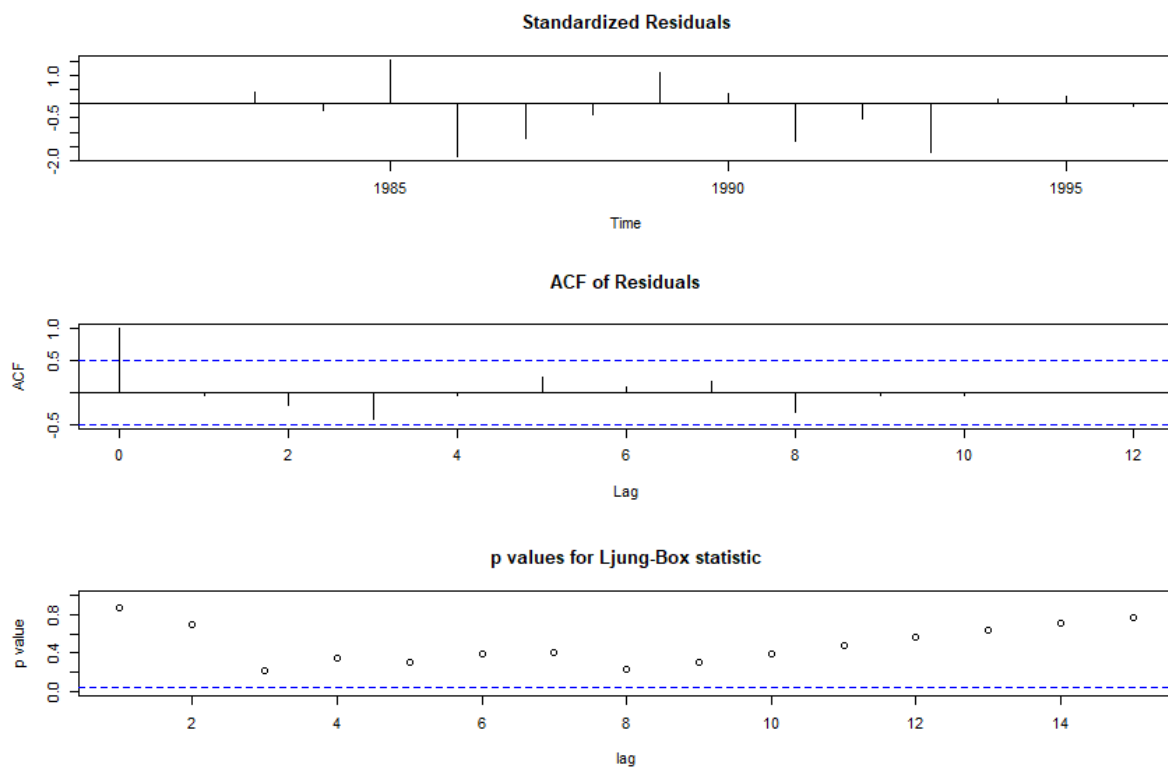 Standardized Residuals
1.0
-0.5
-2.0
1985 1990 1995
Time
ACF of Residuals
1.0
0.5
-0.5
ACF
0 2 4 6 8 10 12
Lag
p values for Ljung-Box statistic
0.8
0.4
0.0
p value
2 4 6 8 10 12 14
lag